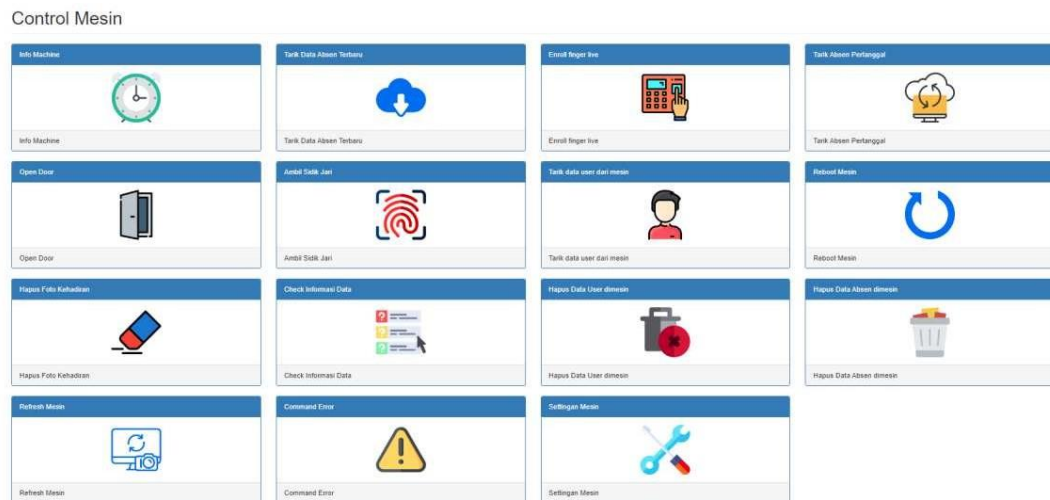 Control Mesin
Info Machine
Tarik Data Absen Terbaru
Enroll finger live
Tarik Absen Pertanggal
Info Machine
Tarik Data Absen Terbaru
Enroll finger live
Tarik Absen Pertanggal
Open Door
Ambil Sidik Jari
Tarik data user dari mesin
Reboot Mesin
Open Door
Ambil Sidik Jari
Tarik data user dari mesin
Reboot Mesin
Hapus Foto Kehadiran
Check Informasi Data
Hapus Data User dimesin
Hapus Data Absen dimesin
Hapus Foto Kehadiran
Check Informasi Data
Hapus Data User dimesin
Hapus Data Absen dimesin
Refresh Mesin
Command Error
Settingan Mesin
Refresh Mesin
Command Error
Settingan Mesin